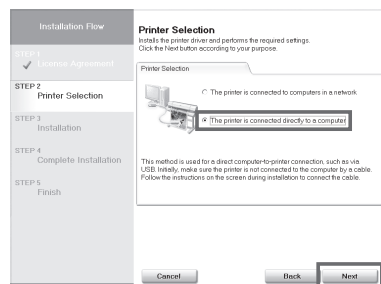 Installation Flow
STEP 1
License Agreement
STEP 2
Printer Selection
STEP 3
Installation
STEP 4
Complete Installation
STEP 5
Finish
Printer Selection
Installs the printer driver and performs the required settings.
Click the Next button according to your purpose.
Printer Selection
The printer is connected to computers in a network
The printer is connected directly to a computer
This method is used for a direct computer-to-printer connection, such as via
USB. Initially, make sure the printer is not connected to the computer by a cable.
Follow the instructions on the screen during installation to connect the cable.
Cancel
Back
Next